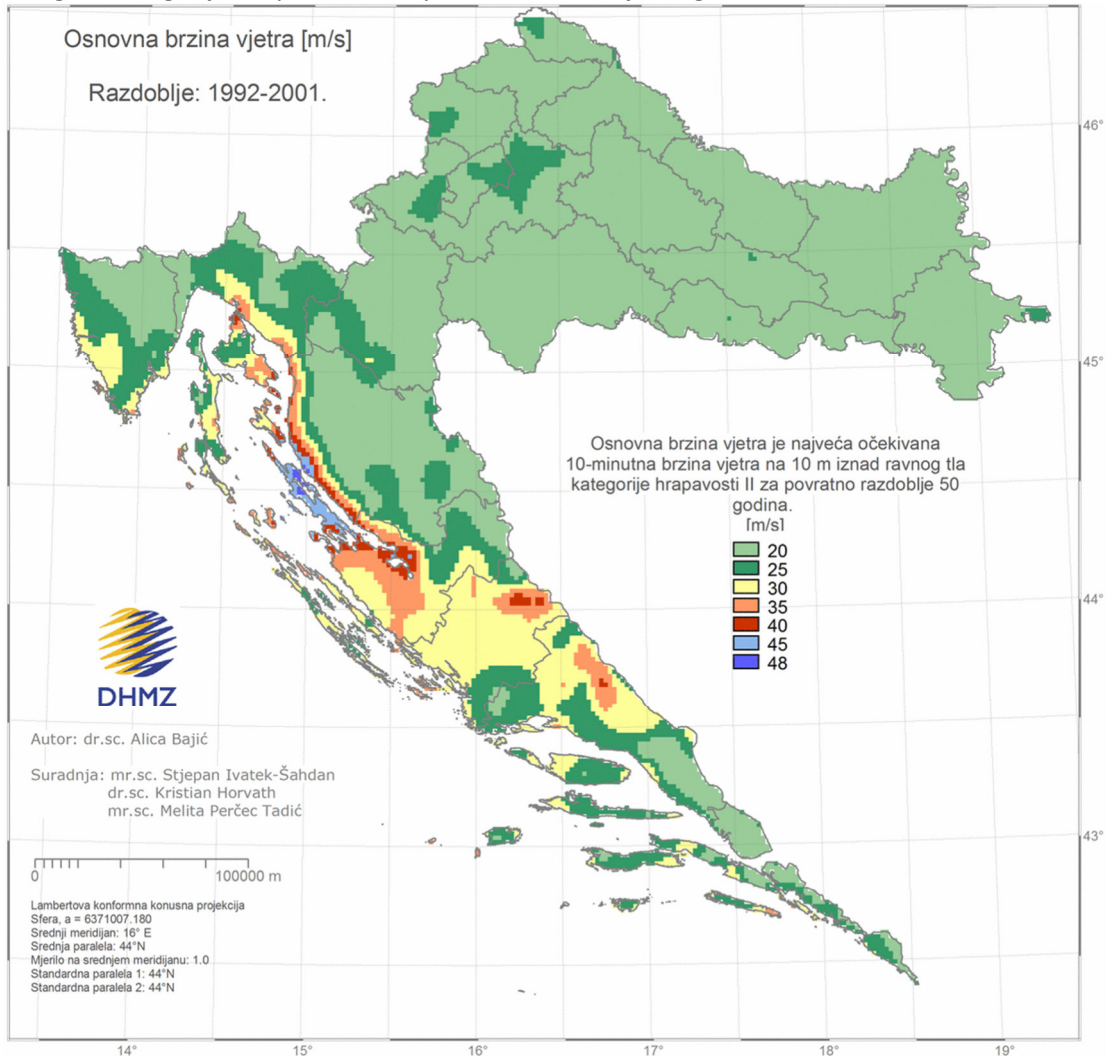 Osnovna brzina vjetra [m/s]
Razdoblje: 1992-2001.
46°
45°
Osnovna brzina vjetra je najveća očekivana
10-minutna brzina vjetra na 10 m iznad ravnog tla
kategorije hrapavosti II za povratno razdoblje 50
godina.
[m/s]
20
25
30
35
40
45
48
44°
DHMZ
Autor: dr.sc. Alica Bajić
Suradnja: mr.sc. Stjepan Ivatek-Šahdan
dr.sc. Kristian Horvath
mr.sc. Melita Perčec Tadić
43°
0 100000 m
Lambertova konformna konusna projekcija
Sfera, a = 6371007.180
Srednji meridijan: 16° E
Srednja paralela: 44°N
Mjerilo na srednjem meridijanu: 1.0
Standardna paralela 1: 44°N
Standardna paralela 2: 44°N
14° 15° 16° 17° 18° 19°